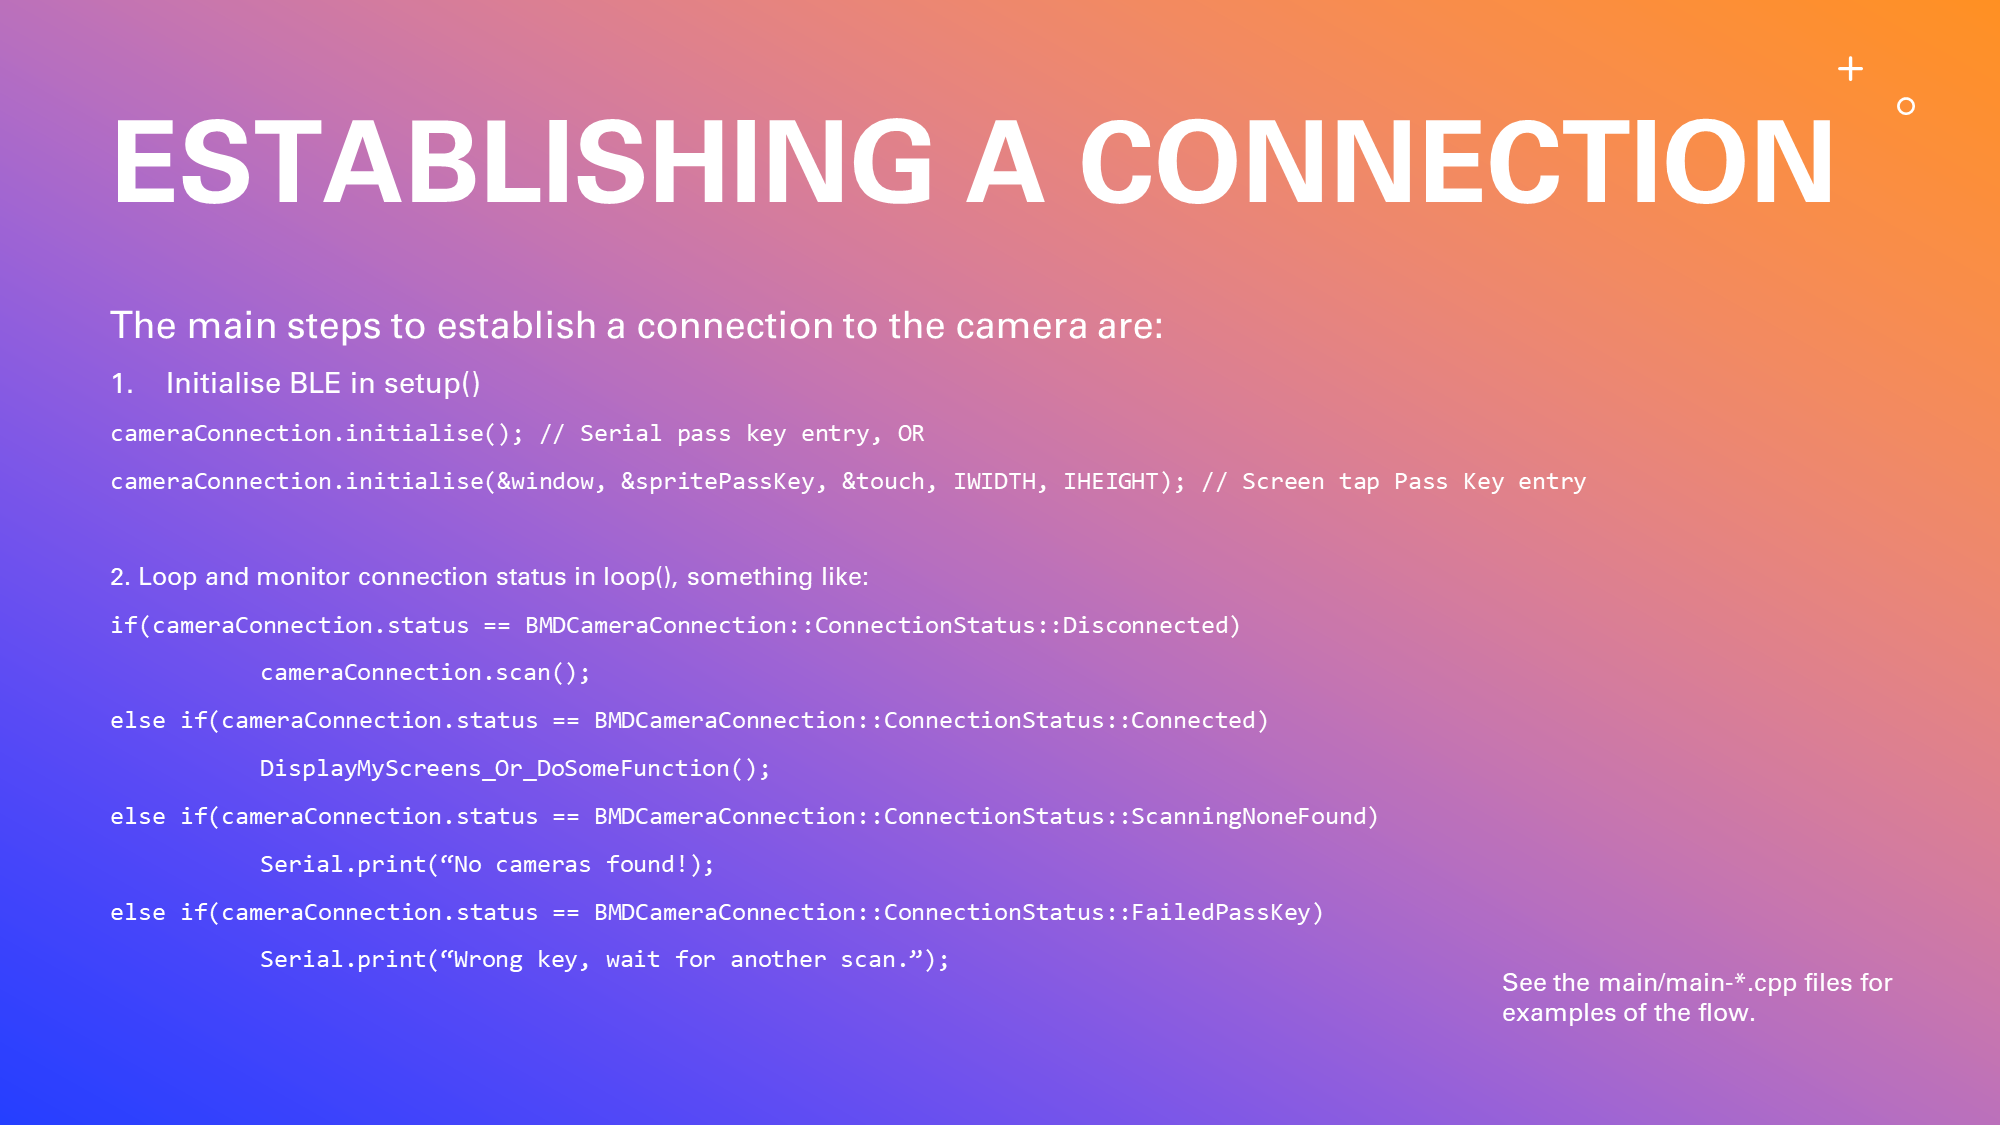 ESTABLISHING A CONNECTION
The main steps to establish a connection to the camera are:
1. Initialise BLE in setup()
cameraConnection.initialise(); // Serial pass key entry, OR
cameraConnection.initialise(&window, &spritePassKey, &touch, IWIDTH, IHEIGHT); // Screen tap Pass Key entry
2. Loop and monitor connection status in loop(), something like:
if(cameraConnection.status == BMDCameraConnection::ConnectionStatus::Disconnected)
cameraConnection.scan();
else if(cameraConnection.status == BMDCameraConnection::ConnectionStatus::Connected)
DisplayMyScreens_Or_DoSomeFunction();
else if(cameraConnection.status == BMDCameraConnection::ConnectionStatus::ScanningNoneFound)
Serial.print(“No cameras found!);
else if(cameraConnection.status == BMDCameraConnection::ConnectionStatus::FailedPassKey)
Serial.print(“Wrong key, wait for another scan.”);
See the main/main-*.cpp files for
examples of the flow.